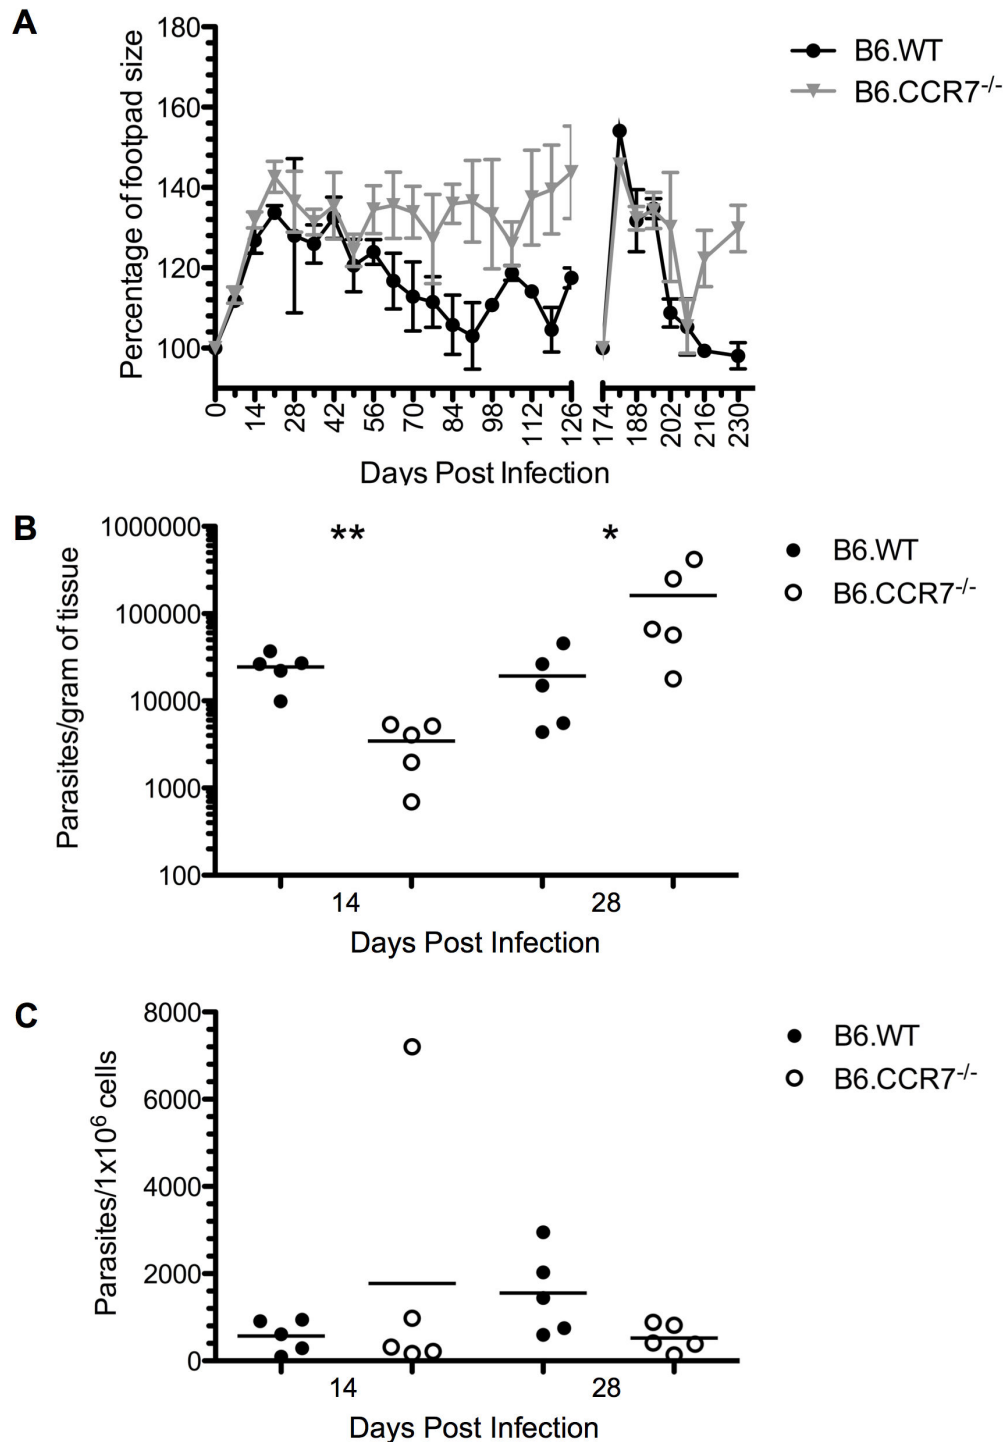 A
180
160
140
120
100
Percentage of footpad size
B6.WT
B6.CCR7-/-
0 14 28 42 56 70 84 98 112 126 174 188 202 216 230
Days Post Infection
B
1000000
100000
10000
1000
100
Parasites/gram of tissue
** *
B6.WT
B6.CCR7-/-
14 28
Days Post Infection
C
8000
6000
4000
2000
0
Parasites/1x10⁶ cells
B6.WT
B6.CCR7-/-
14 28
Days Post Infection